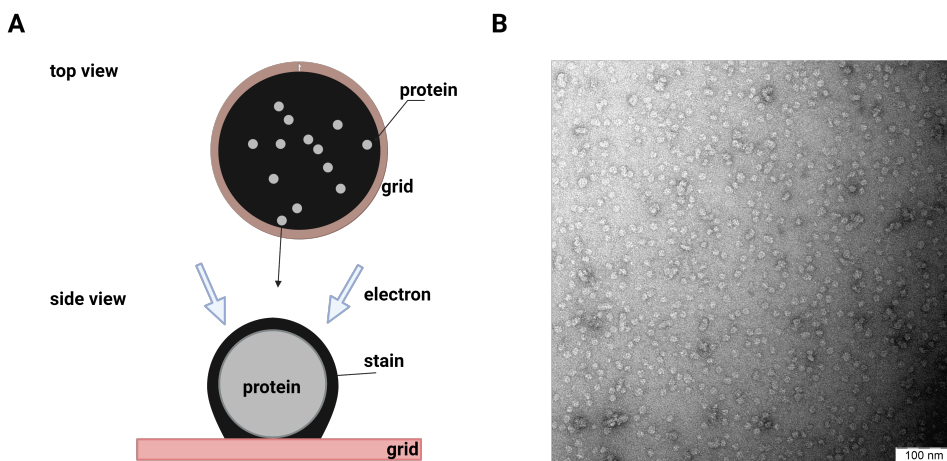 A
B
top view
protein
grid
side view
electron
stain
protein
grid
100 nm